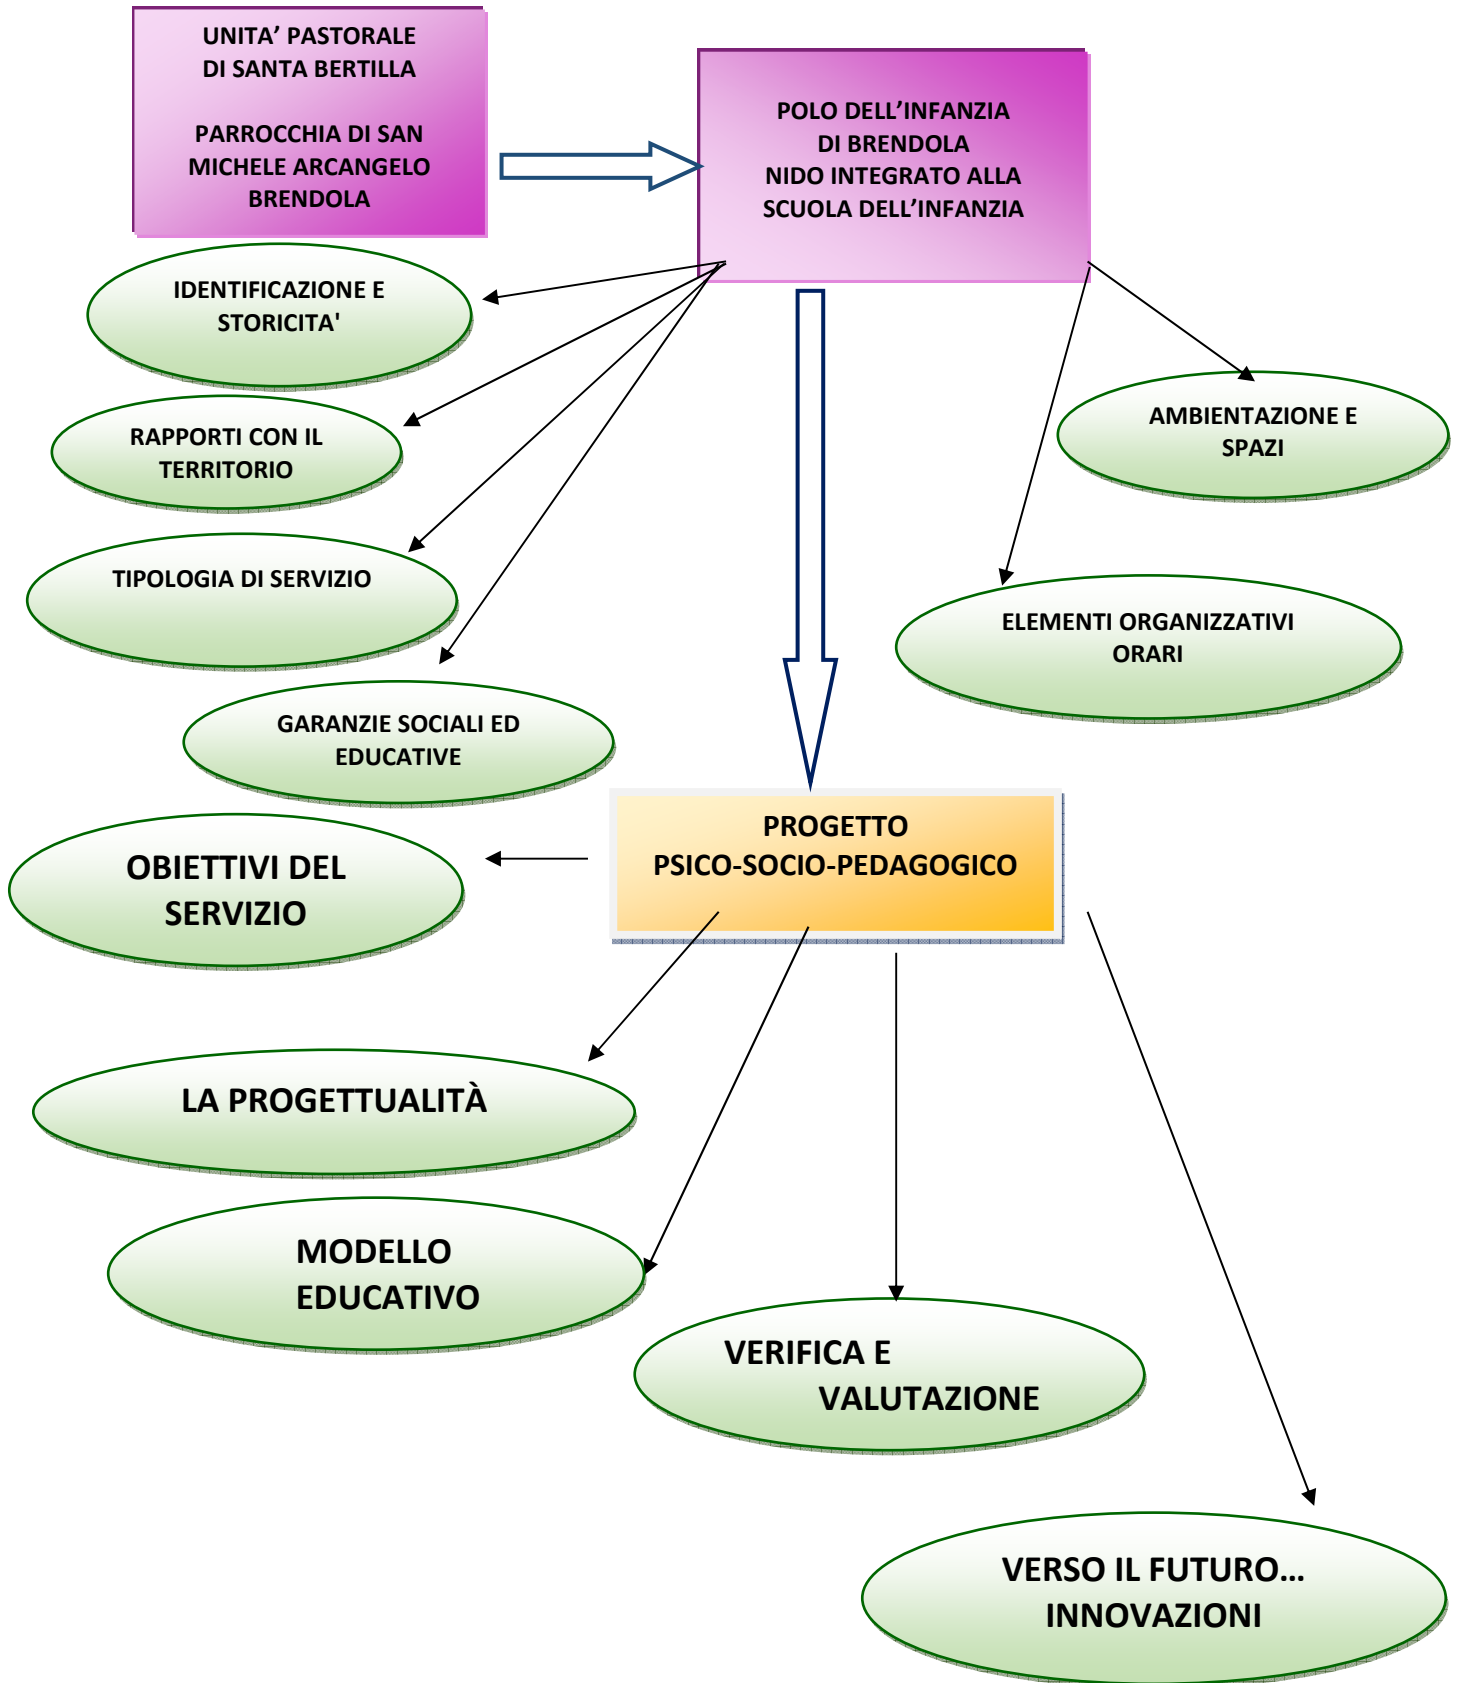 UNITA’ PASTORALE
DI SANTA BERTILLA
PARROCCHIA DI SAN
MICHELE ARCANGELO
BRENDOLA
POLO DELL’INFANZIA
DI BRENDOLA
NIDO INTEGRATO ALLA
SCUOLA DELL’INFANZIA
IDENTIFICAZIONE E
STORICITA'
RAPPORTI CON IL
TERRITORIO
TIPOLOGIA DI SERVIZIO
GARANZIE SOCIALI ED
EDUCATIVE
AMBIENTAZIONE E
SPAZI
ELEMENTI ORGANIZZATIVI
ORARI
PROGETTO
PSICO-SOCIO-PEDAGOGICO
OBIETTIVI DEL
SERVIZIO
LA PROGETTUALITÀ
MODELLO
EDUCATIVO
VERIFICA E
VALUTAZIONE
VERSO IL FUTURO…
INNOVAZIONI